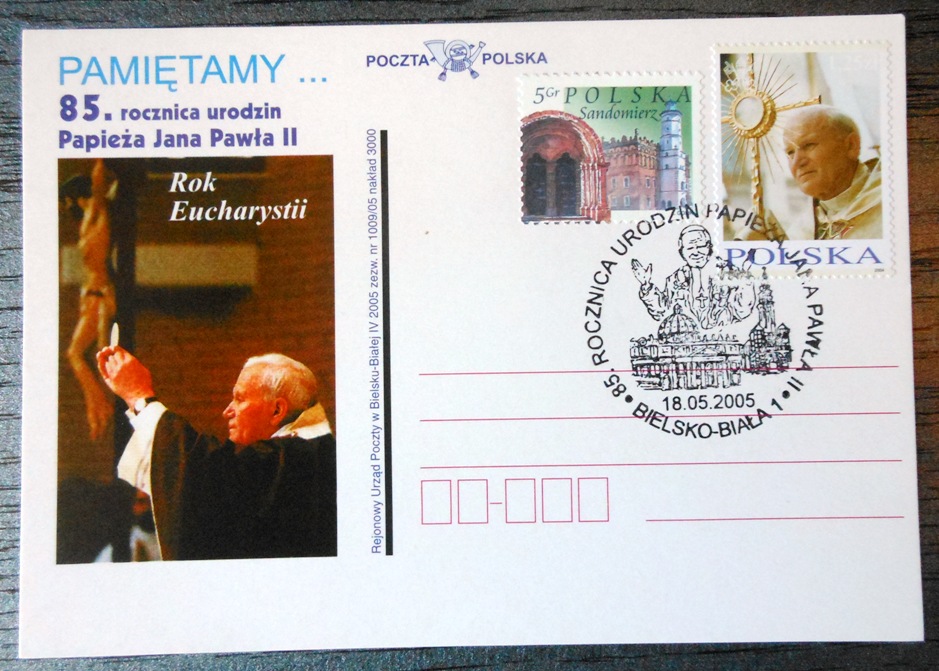 PAMIĘTAMY ...
85. rocznica urodzin
Papieża Jana Pawła II
Rok
Eucharystii
Rejonowy Urząd Poczty w Bielsku-Białej IV 2005 zezw. nr 1009/05 nakład 3000
POCZTA POLSKA
5Gr POLSKA
Sandomierz
POLSKA
2004
85. ROCZNICA URODZIN PAPIEŻA JANA PAWŁA II
18.05.2005
BIELSKO-BIAŁA 1